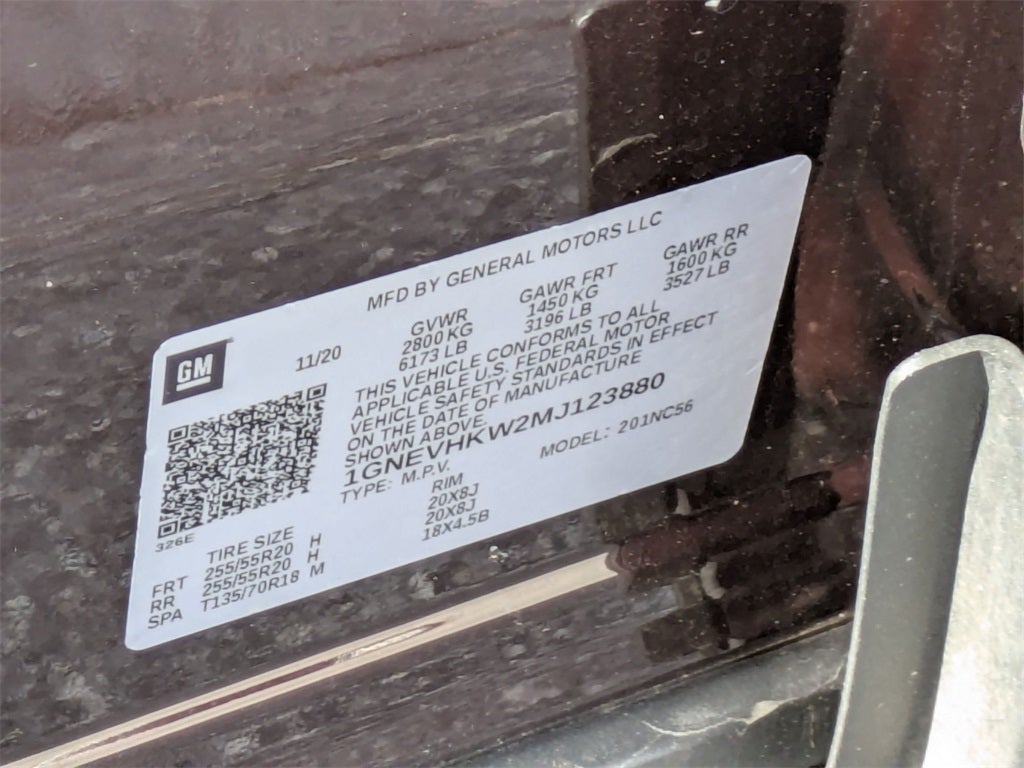 MFD BY GENERAL MOTORS LLC
GM
11/20
GVWR GAWR FRT GAWR RR
2800 KG 1450 KG 1600 KG
6173 LB 3196 LB 3527 LB
THIS VEHICLE CONFORMS TO ALL
APPLICABLE U.S. FEDERAL MOTOR
VEHICLE SAFETY STANDARDS IN EFFECT
ON THE DATE OF MANUFACTURE
SHOWN ABOVE.
1GNEVHKW2MJ123880
TYPE: M.P.V. MODEL: 201NC56
326E
TIRE SIZE RIM
FRT 255/55R20 H 20X8J
RR 255/55R20 H 20X8J
SPA T135/70R18 M 18X4.5B